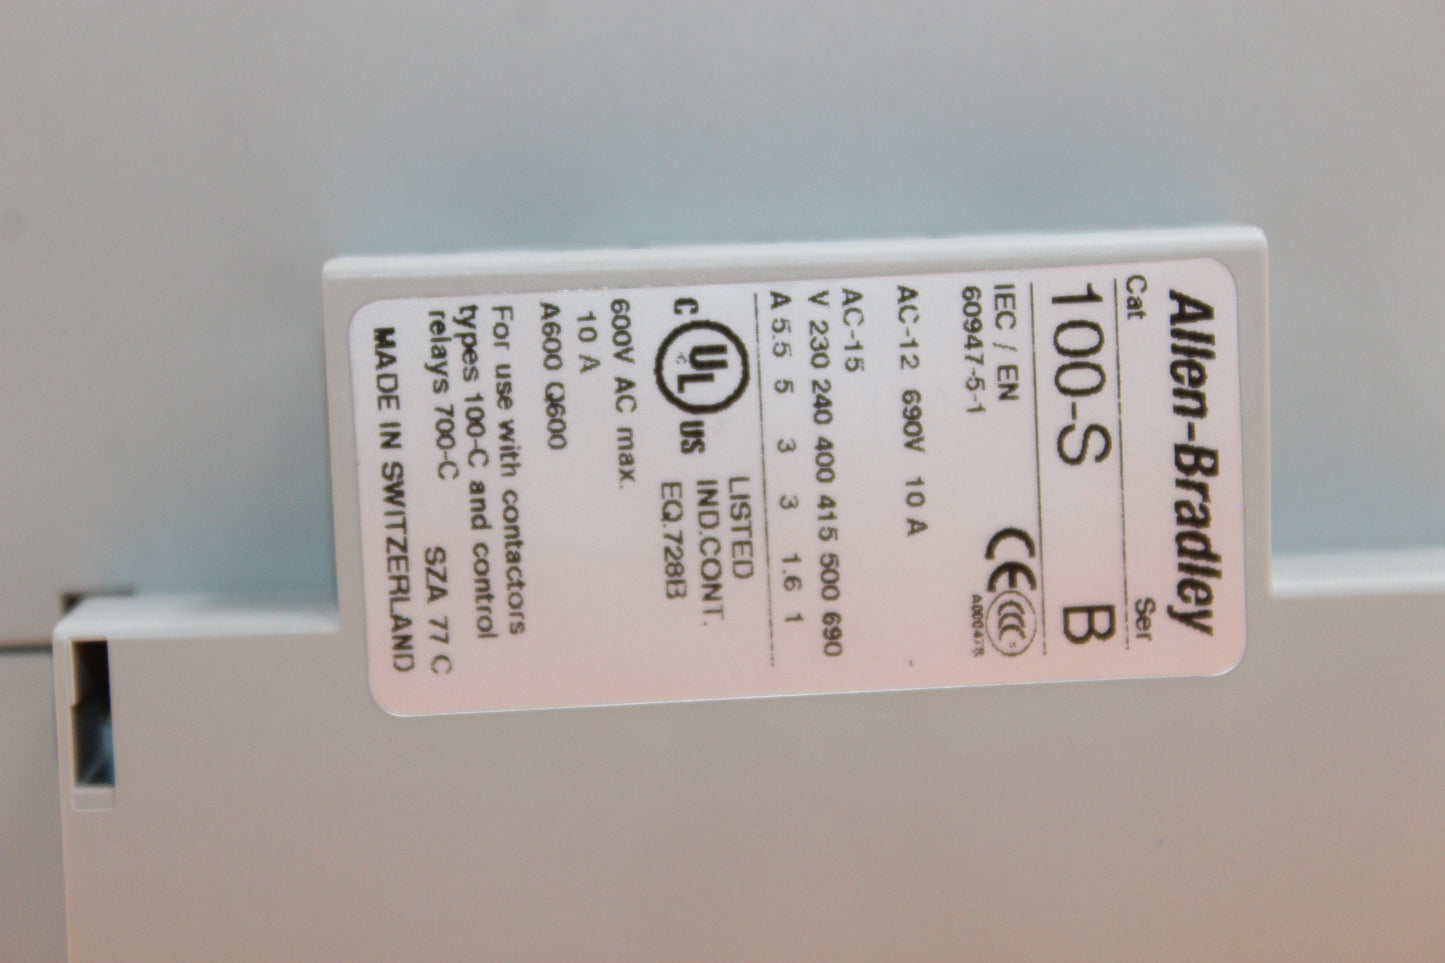 Allen-Bradley
Cat Ser
100-S B
IEC / EN
60947-5-1
CE
CCC S
A000478
AC-12 690V 10 A
AC-15
V 230 240 400 415 500 690
A 5.5 5 3 3 1.6 1
C UL US
LISTED
IND.CONT.
EQ.728B
600V AC max.
10 A
A600 Q600
For use with contactors
types 100-C and control
relays 700-C SZA 77 C
MADE IN SWITZERLAND